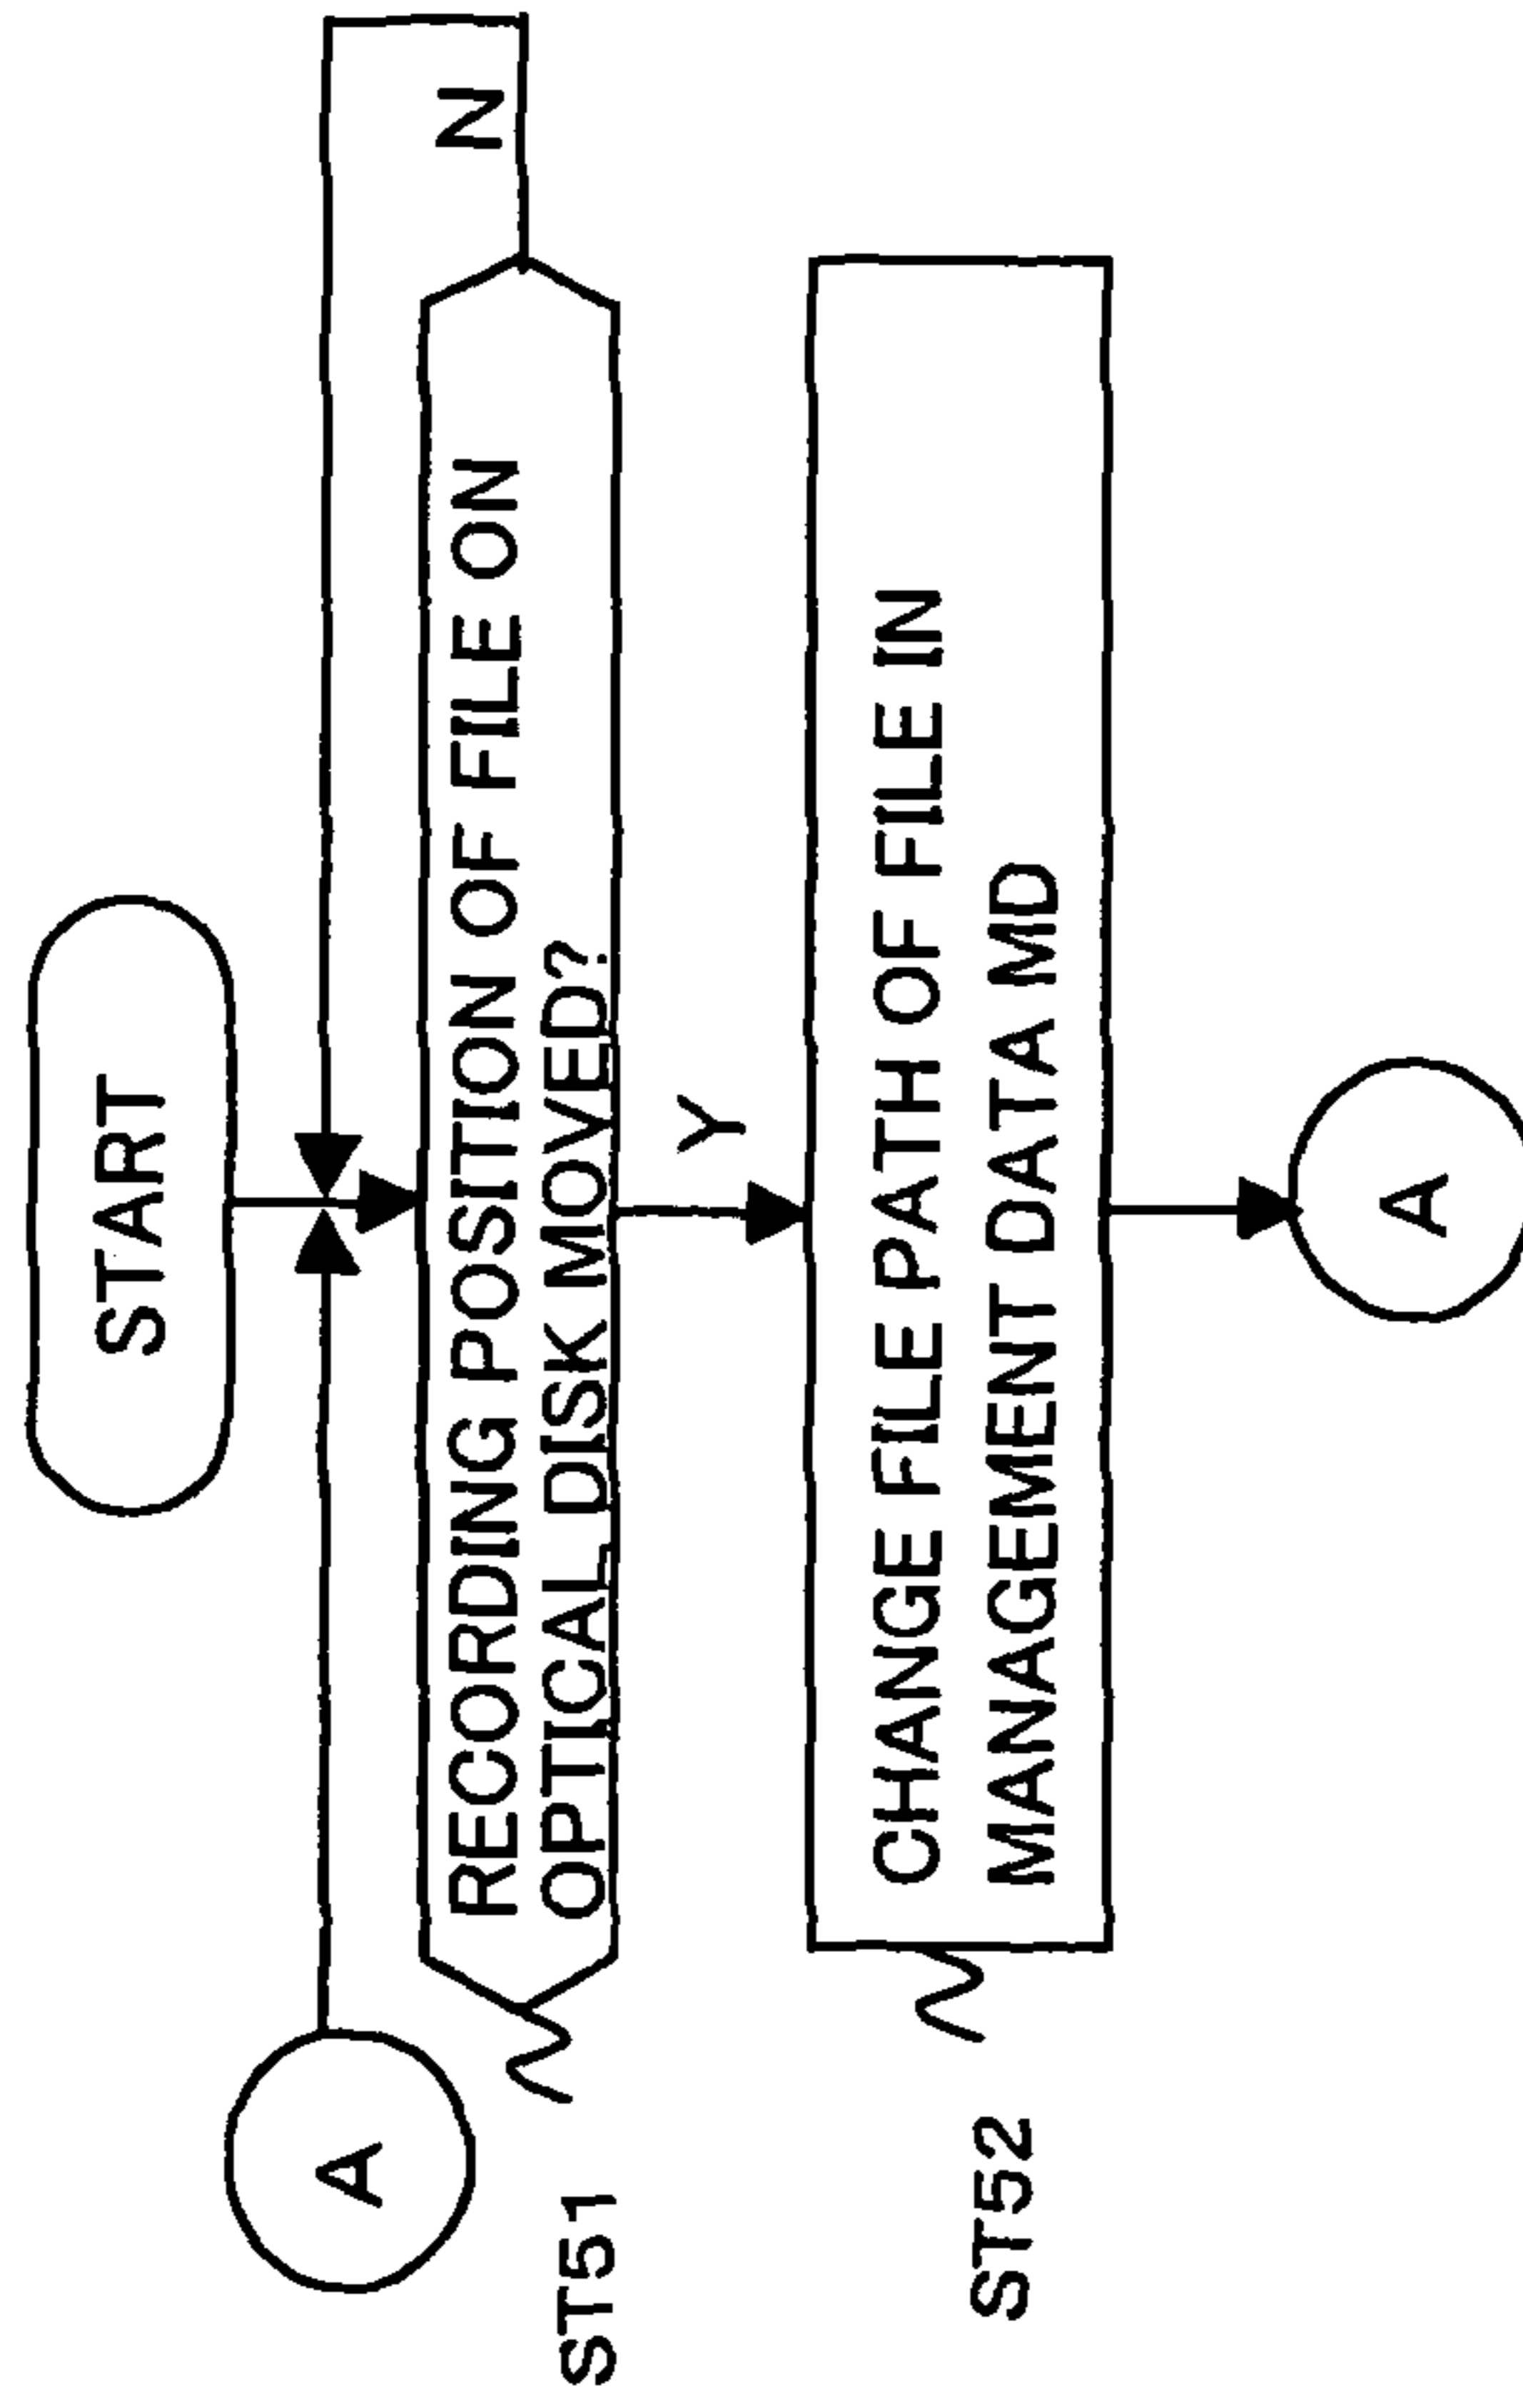 START
A
N
ST51
RECORDING POSITION OF FILE ON
OPTICAL DISK MOVED?
Y
ST52
CHANGE FILE PATH OF FILE IN
MANAGEMENT DATA MD
A